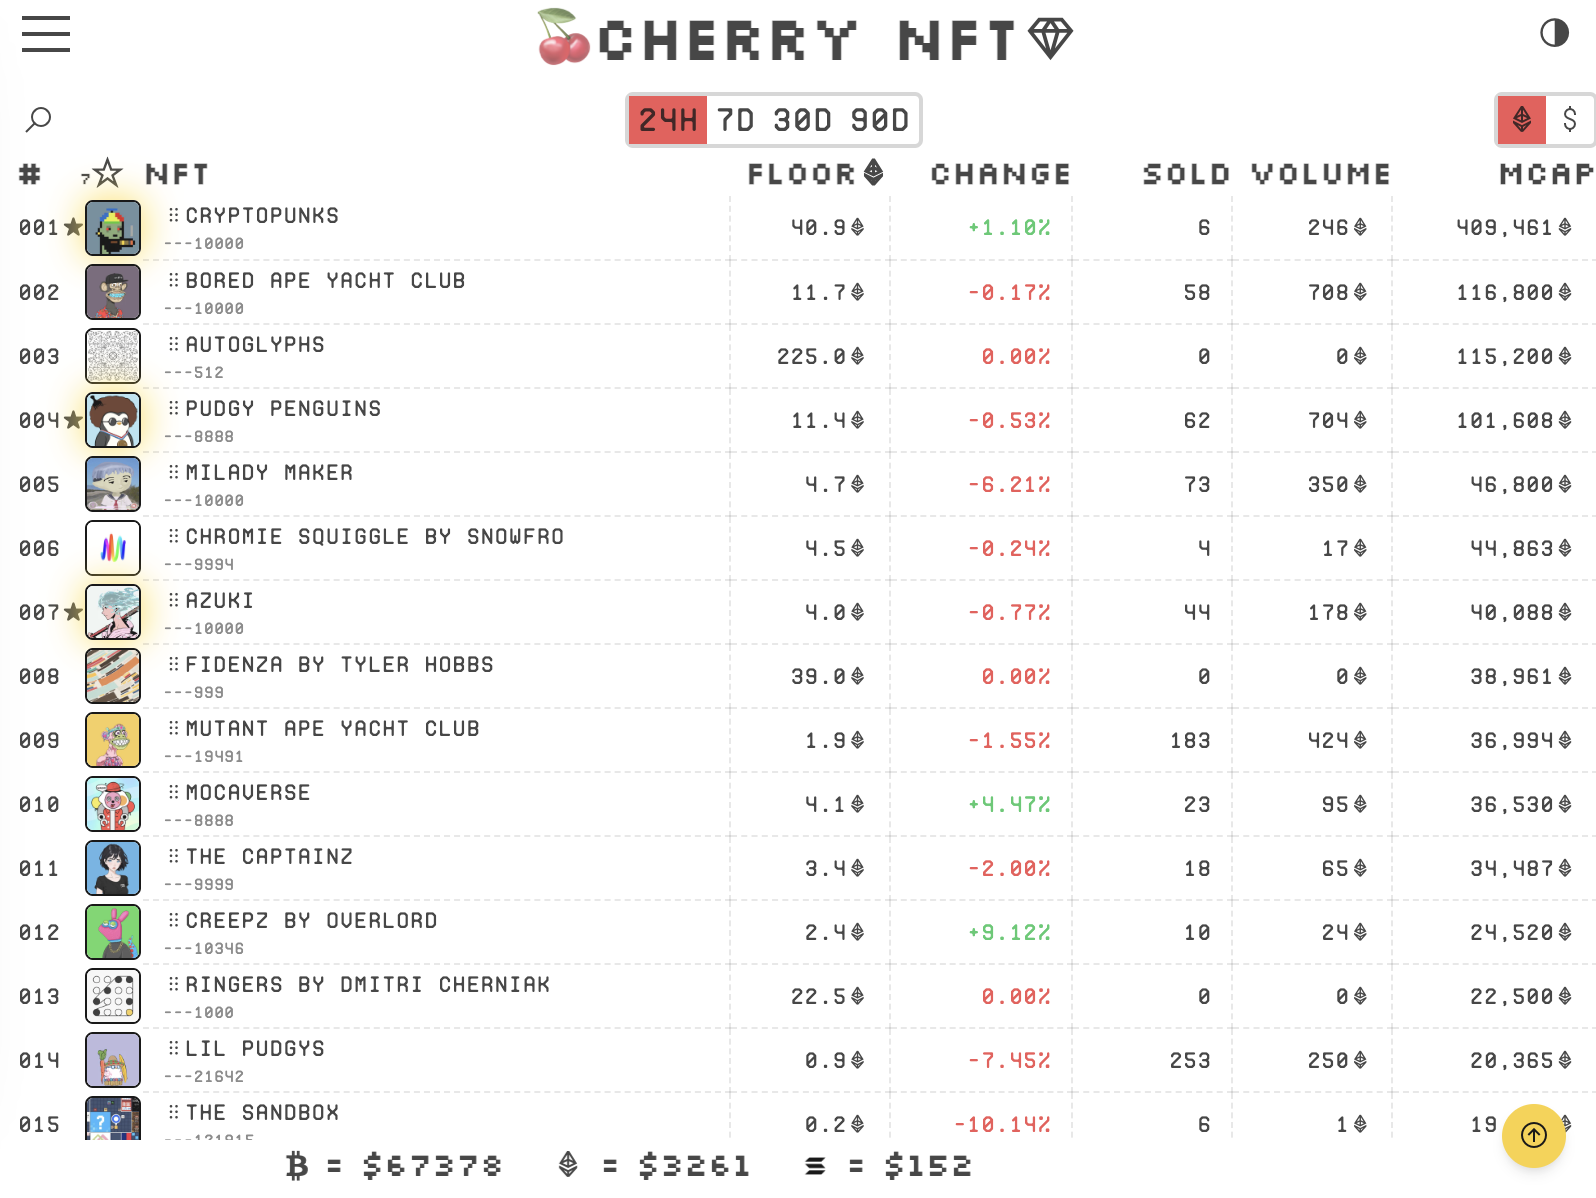 CHERRY NFT
24H 7D 30D 90D $
# 7 NFT FLOOR CHANGE SOLD VOLUME MCAP
001 CRYPTOPUNKS 40.9 +1.10% 6 246 409,461
---10000
002 BORED APE YACHT CLUB 11.7 -0.17% 58 708 116,800
---10000
003 AUTOGLYPHS 225.0 0.00% 0 0 115,200
---512
004 PUDGY PENGUINS 11.4 -0.53% 62 704 101,608
---8888
005 MILADY MAKER 4.7 -6.21% 73 350 46,800
---10000
006 CHROMIE SQUIGGLE BY SNOWFRO 4.5 -0.24% 4 17 44,863
---9994
007 AZUKI 4.0 -0.77% 44 178 40,088
---10000
008 FIDENZA BY TYLER HOBBS 39.0 0.00% 0 0 38,961
---999
009 MUTANT APE YACHT CLUB 1.9 -1.55% 183 424 36,994
---19491
010 MOCAVERSE 4.1 +4.47% 23 95 36,530
---8888
011 THE CAPTAINZ 3.4 -2.00% 18 65 34,487
---9999
012 CREEPZ BY OVERLORD 2.4 +9.12% 10 24 24,520
---10346
013 RINGERS BY DMITRI CHERNIAK 22.5 0.00% 0 0 22,500
---1000
014 LIL PUDGYS 0.9 -7.45% 253 250 20,365
---21642
015 THE SANDBOX 0.2 -10.14% 6 1 19
₿ = $67378 = $3261 = $152